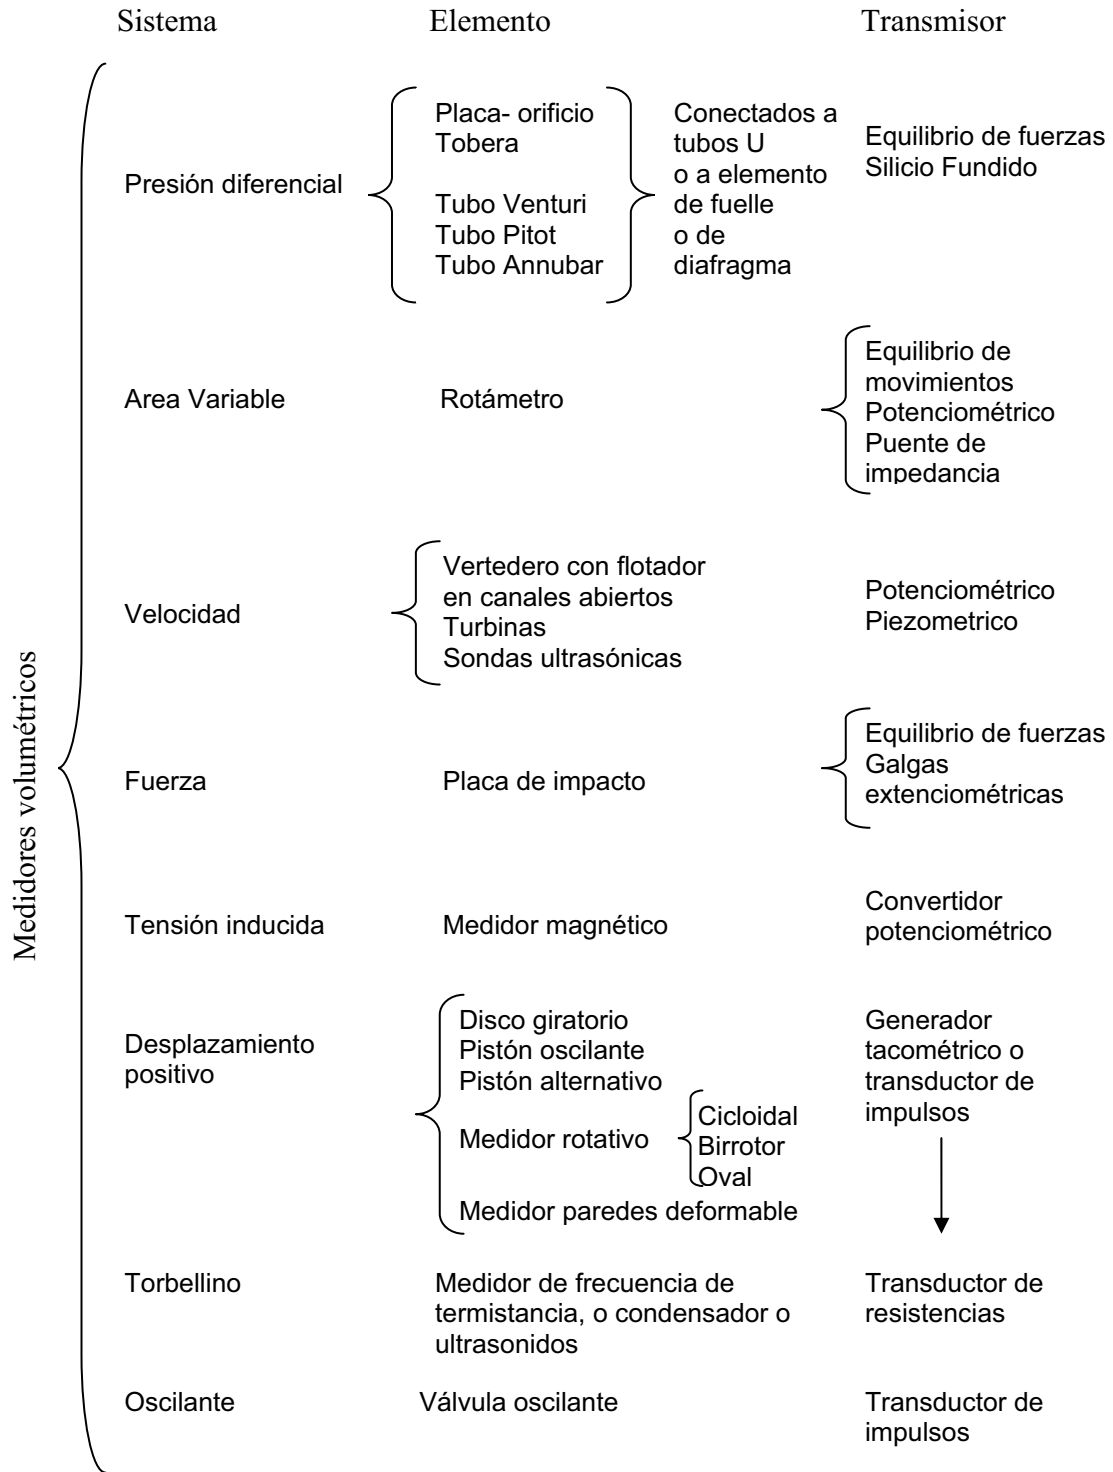 Sistema
Elemento
Transmisor
Medidores volumétricos
Presión diferencial
Placa- orificio
Tobera
Tubo Venturi
Tubo Pitot
Tubo Annubar
Conectados a
tubos U
o a elemento
de fuelle
o de
diafragma
Equilibrio de fuerzas
Silicio Fundido
Area Variable
Rotámetro
Equilibrio de
movimientos
Potenciométrico
Puente de
impedancia
Velocidad
Vertedero con flotador
en canales abiertos
Turbinas
Sondas ultrasónicas
Potenciométrico
Piezometrico
Fuerza
Placa de impacto
Equilibrio de fuerzas
Galgas
extenciométricas
Tensión inducida
Medidor magnético
Convertidor
potenciométrico
Desplazamiento
positivo
Disco giratorio
Pistón oscilante
Pistón alternativo
Medidor rotativo
Cicloidal
Birrotor
Oval
Medidor paredes deformable
Generador
tacométrico o
transductor de
impulsos
Torbellino
Medidor de frecuencia de
termistancia, o condensador o
ultrasonidos
Transductor de
resistencias
Oscilante
Válvula oscilante
Transductor de
impulsos